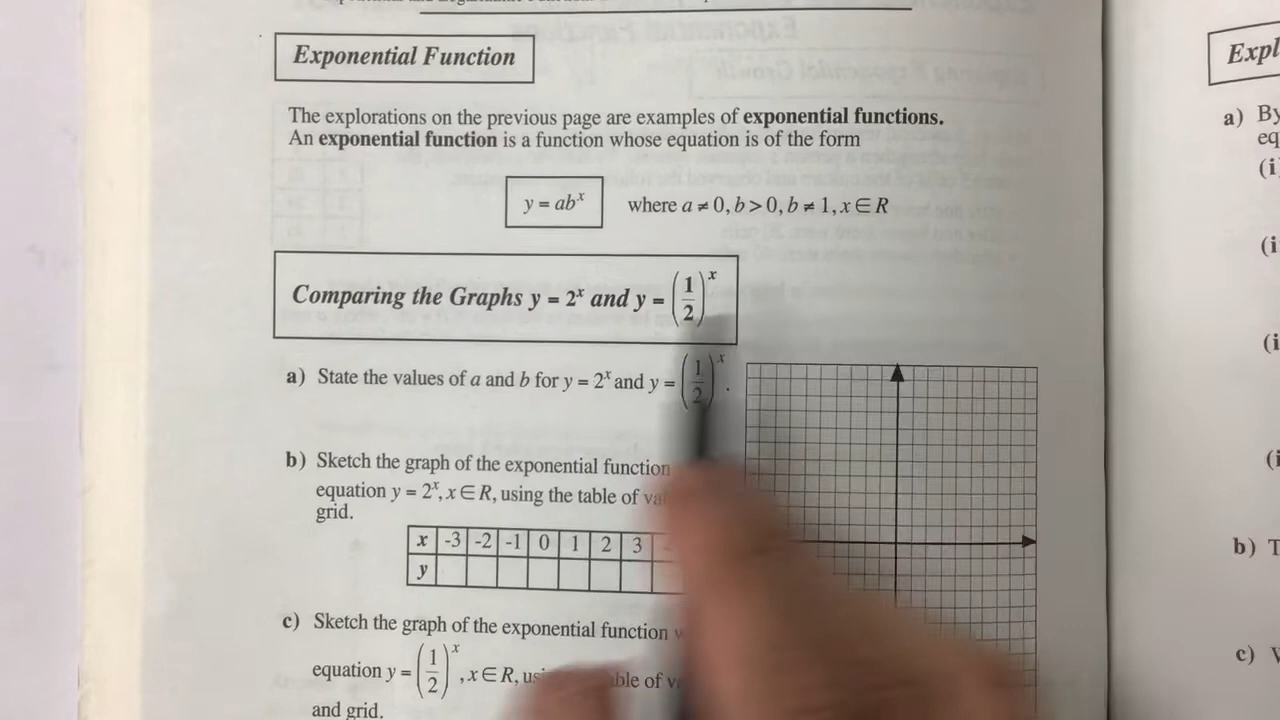 Exponential Function
The explorations on the previous page are examples of exponential functions.
An exponential function is a function whose equation is of the form
y = ab^x where a ≠ 0, b > 0, b ≠ 1, x ∈ R
Comparing the Graphs y = 2^x and y = (1/2)^x
a) State the values of a and b for y = 2^x and y = (1/2)^x.
b) Sketch the graph of the exponential function
equation y = 2^x, x ∈ R, using the table of
grid.
x -3 -2 -1 0 1 2 3
y
c) Sketch the graph of the exponential function
equation y = (1/2)^x, x ∈ R, of
and grid.
a) By
(i
(i
(i
(i
b)
c)